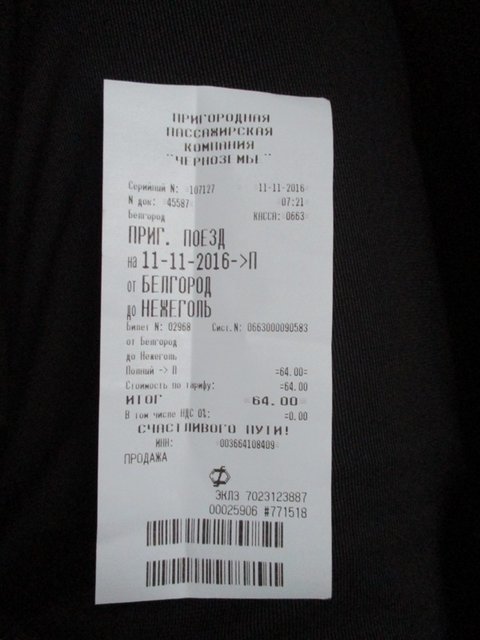 ПРИГОРОДНАЯ
ПАССАЖИРСКАЯ
КОМПАНИЯ
"ЧЕРНОЗЕМЬЕ"
Серийный N: 107127 11-11-2016
N док: 45587 07:21
Белгород КАССА: 0663
ПРИГ. ПОЕЗД
на 11-11-2016->П
от БЕЛГОРОД
до НЕЖЕГОЛЬ
Билет N: 02968 Сист.N: 0663000090583
от Белгород
до Нежеголь
Полный -> П =64.00=
Стоимость по тарифу: =64.00
ИТОГ 64.00
В том числе НДС 0%: =0.00
СЧАСТЛИВОГО ПУТИ!
ИНН: 003664108409
ПРОДАЖА
ЭКЛЗ 7023123887
00025906 #771518